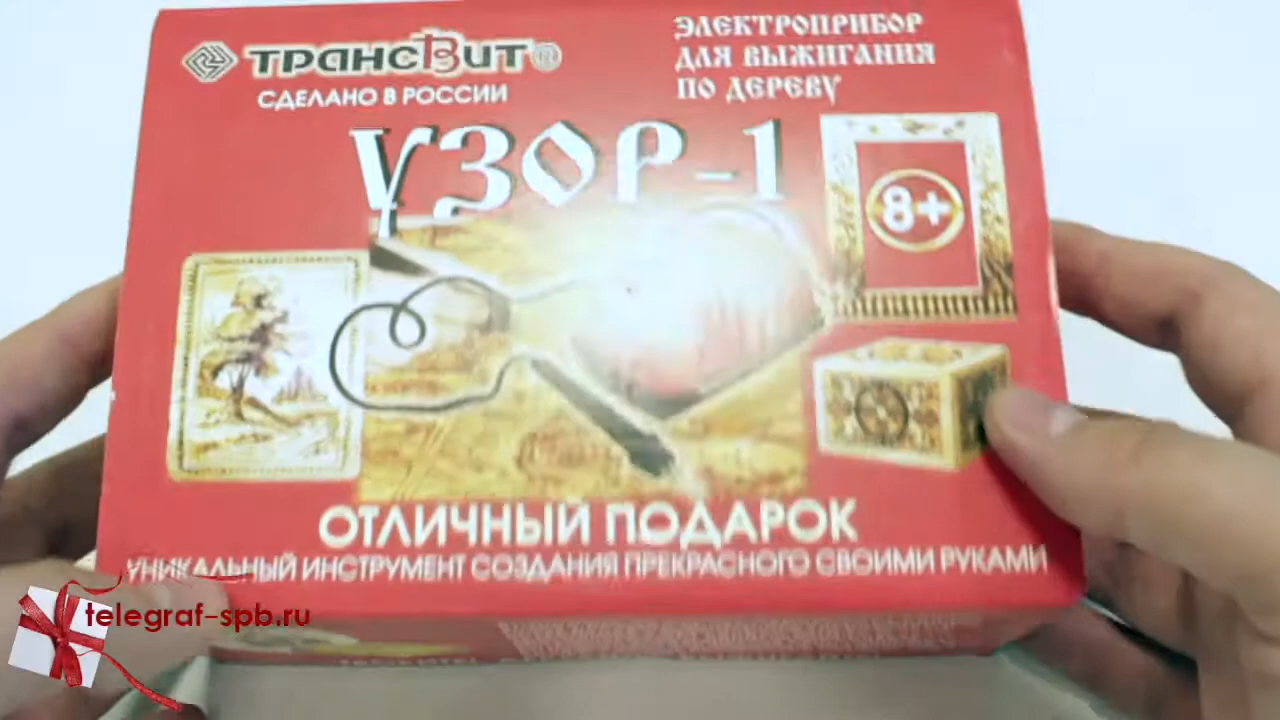 ТРАНСВИТ®
СДЕЛАНО В РОССИИ
ЭЛЕКТРОПРИБОР
ДЛЯ ВЫЖИГАНИЯ
ПО ДЕРЕВУ
УЗОР-1
8+
ОТЛИЧНЫЙ ПОДАРОК
УНИКАЛЬНЫЙ ИНСТРУМЕНТ СОЗДАНИЯ ПРЕКРАСНОГО СВОИМИ РУКАМИ
telegraf-spb.ru